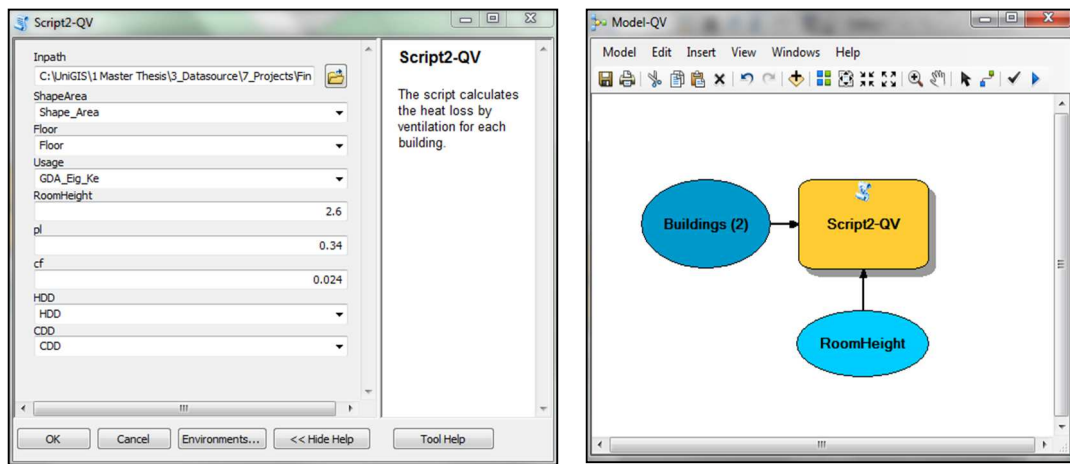 Script2-QV
Inpath
C:\UniGIS\1 Master Thesis\3_Datasource\7_Projects\Fin
ShapeArea
Shape_Area
Floor
Floor
Usage
GDA_Eig_Ke
RoomHeight
2.6
pl
0.34
cf
0.024
HDD
HDD
CDD
CDD
Script2-QV
The script calculates
the heat loss by
ventilation for each
building.
OK Cancel Environments... << Hide Help Tool Help
Model-QV
Model Edit Insert View Windows Help
Buildings (2)
Script2-QV
RoomHeight